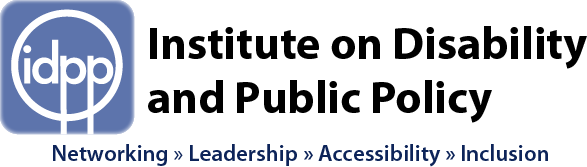 idpp
Institute on Disability
and Public Policy
Networking » Leadership » Accessibility » Inclusion